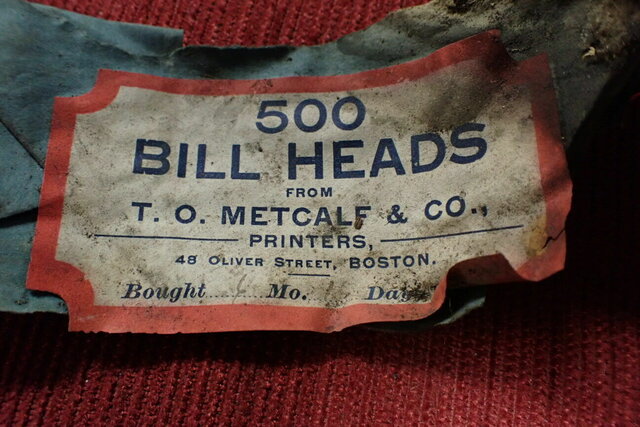 500
BILL HEADS
FROM
T. O. METCALF & CO.,
PRINTERS,
48 OLIVER STREET, BOSTON.
Bought........Mo. Day